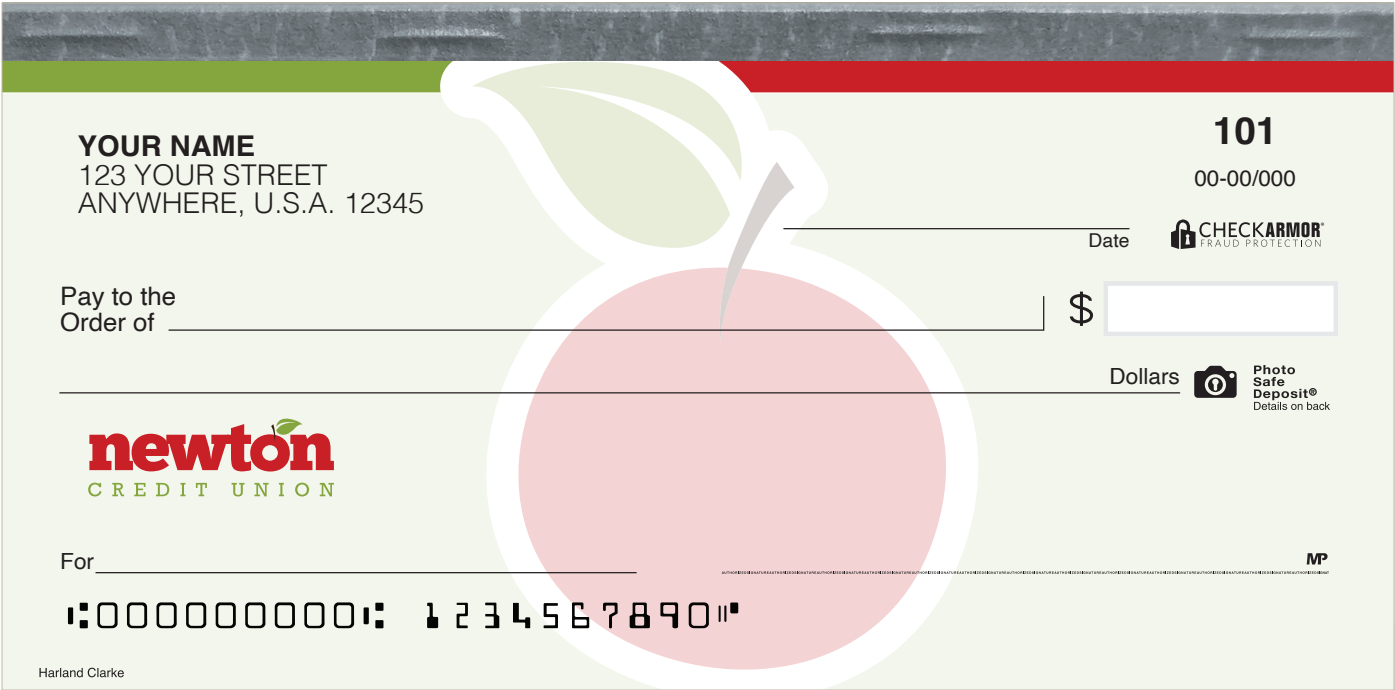 YOUR NAME
123 YOUR STREET
ANYWHERE, U.S.A. 12345
101
00-00/000
Date
CHECKARMOR®
FRAUD PROTECTION
Pay to the
Order of
$
Dollars
Photo
Safe
Deposit®
Details on back
newton
CREDIT UNION
For
MP
AUTHORIZEDSIGNATUREAUTHORIZEDSIGNATUREAUTHORIZEDSIGNATUREAUTHORIZEDSIGNATUREAUTHORIZEDSIGNATUREAUTHORIZEDSIGNATUREAUTHORIZEDSIGNATUREAUTHORIZEDSIGNATUREAUTHORIZEDSIGNATUREAUTHORIZEDSIGNATUREAUTHORIZEDSIGNATUREAUTHORIZEDSIGNATUREAUTHORIZEDSIGNAT
⑆000000000⑆ 1234567890⑈
Harland Clarke